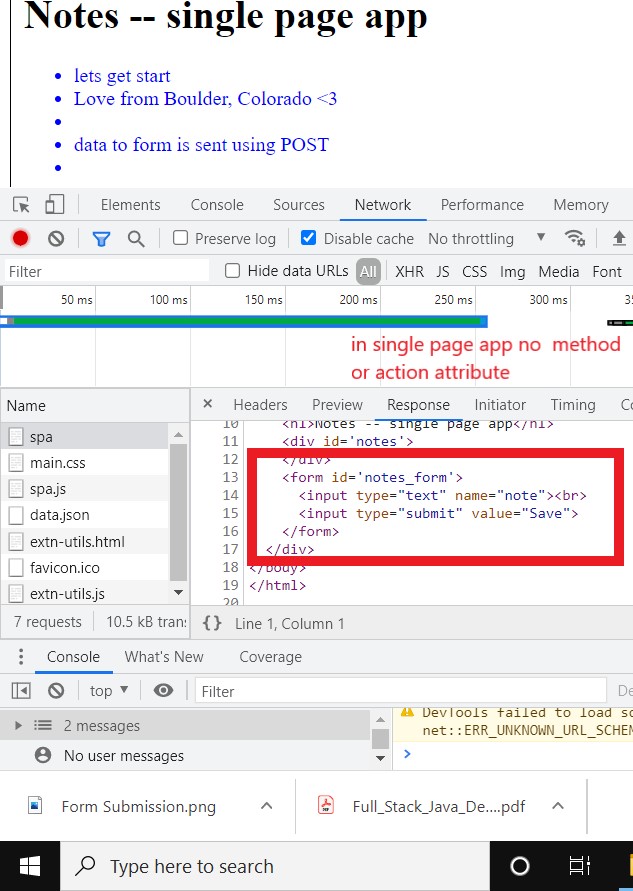 Notes -- single page app
lets get start
Love from Boulder, Colorado <3
data to form is sent using POST
Elements Console Sources Network Performance Memory
Preserve log Disable cache No throttling
Filter Hide data URLs All XHR JS CSS Img Media Font
50 ms 100 ms 150 ms 200 ms 250 ms 300 ms 35
in single page app no method
or action attribute
Name × Headers Preview Response Initiator Timing Co
spa
main.css
spa.js
data.json
extn-utils.html
favicon.ico
extn-utils.js
10 <h1>Notes -- single page app</h1>
11 <div id='notes'>
12 </div>
13 <form id='notes_form'>
14 <input type="text" name="note"><br>
15 <input type="submit" value="Save">
16 </form>
17 </div>
18 </body>
19 </html>
20
7 requests 10.5 kB trans {} Line 1, Column 1
Console What's New Coverage
top Filter De
2 messages
No user messages
DevTools failed to load so
net::ERR_UNKNOWN_URL_SCHEM
>
Form Submission.png Full_Stack_Java_De....pdf
Type here to search